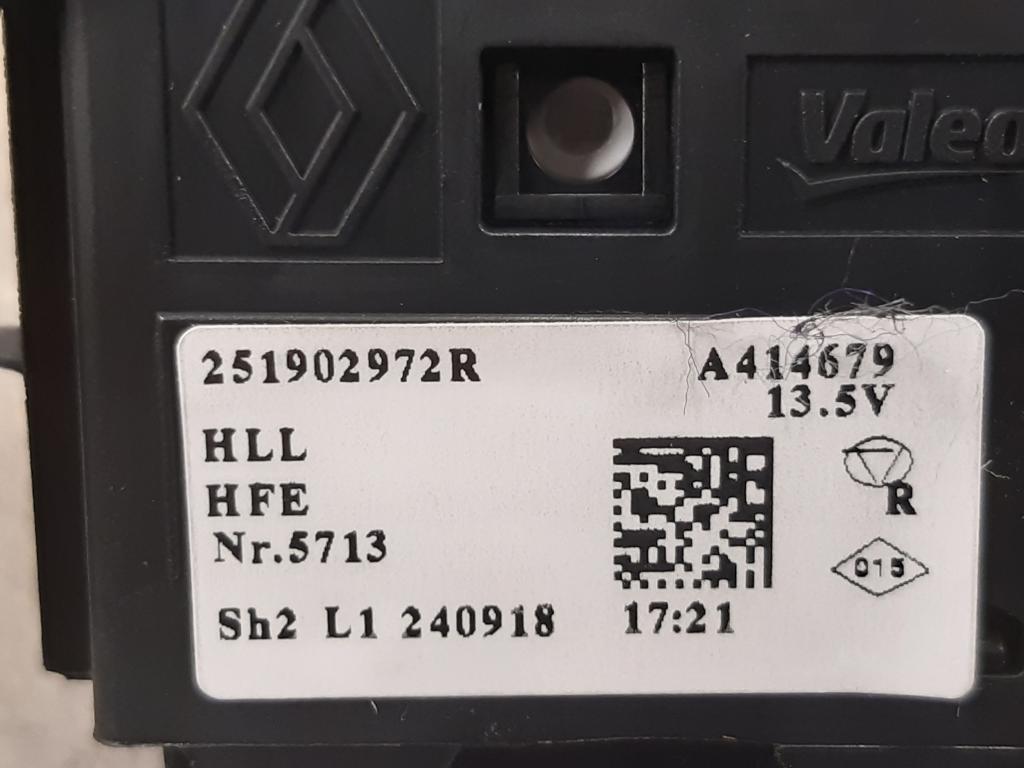 Valeo
251902972R A414679
13.5V
HLL
HFE
Nr.5713
R
015
Sh2 L1 240918 17:21